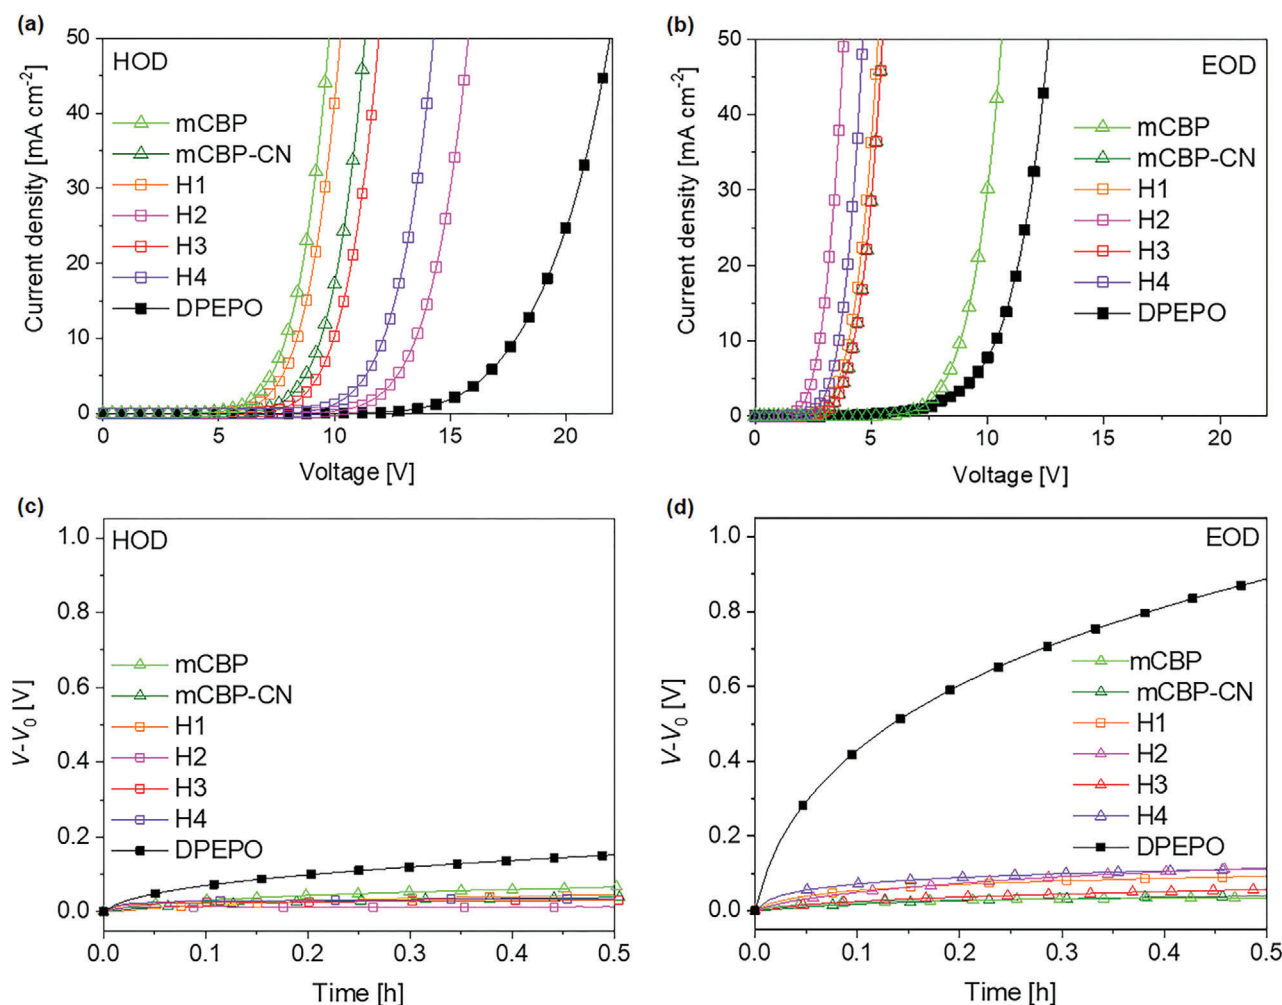 (a)
50
40
30
20
10
0
Current density [mA cm⁻²]
HOD
mCBP
mCBP-CN
H1
H2
H3
H4
DPEPO
0 5 10 15 20
Voltage [V]
(b)
50
40
30
20
10
0
Current density [mA cm⁻²]
EOD
mCBP
mCBP-CN
H1
H2
H3
H4
DPEPO
0 5 10 15 20
Voltage [V]
(c)
1.0
0.8
0.6
0.4
0.2
0.0
V-V₀ [V]
HOD
mCBP
mCBP-CN
H1
H2
H3
H4
DPEPO
0.0 0.1 0.2 0.3 0.4 0.5
Time [h]
(d)
1.0
0.8
0.6
0.4
0.2
0.0
V-V₀ [V]
EOD
mCBP
mCBP-CN
H1
H2
H3
H4
DPEPO
0.0 0.1 0.2 0.3 0.4 0.5
Time [h]